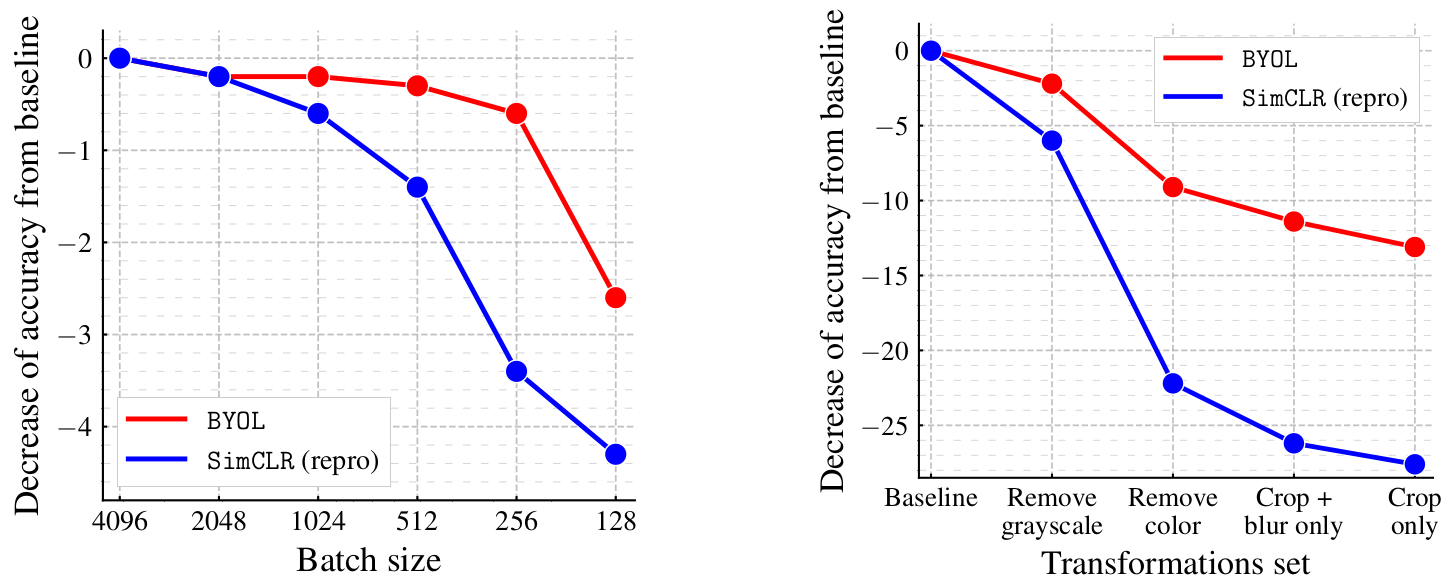 Decrease of accuracy from baseline
0
−1
−2
−3
−4
BYOL
SimCLR (repro)
4096 2048 1024 512 256 128
Batch size
Decrease of accuracy from baseline
0
−5
−10
−15
−20
−25
BYOL
SimCLR (repro)
Baseline Remove Remove Crop + Crop
grayscale color blur only only
Transformations set